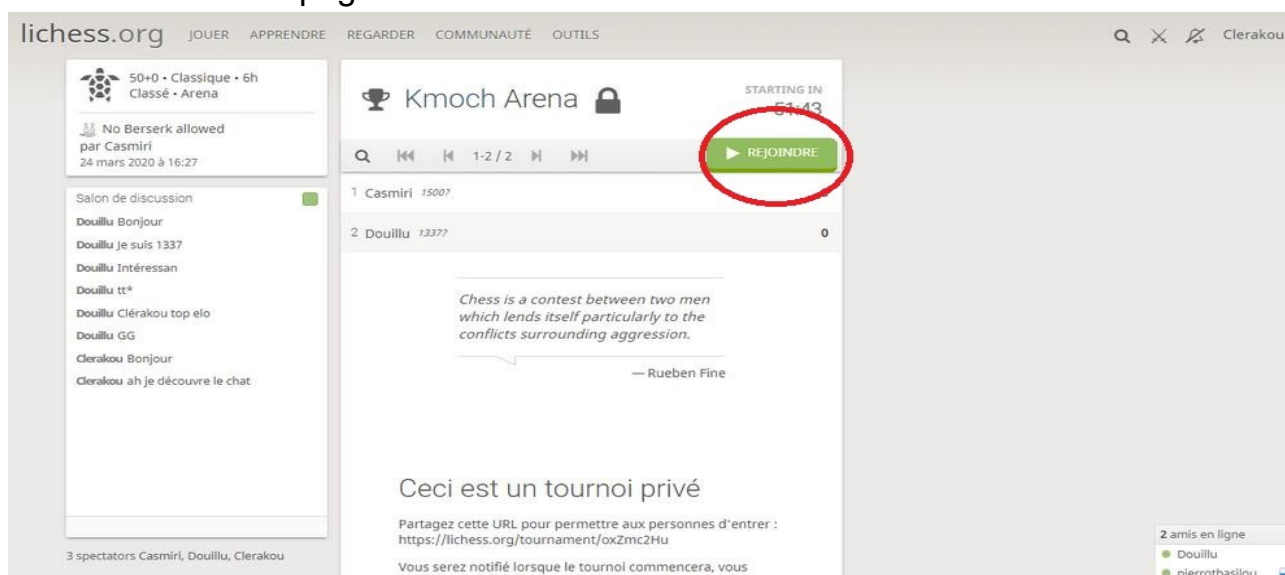 lichess.org JOUER APPRENDRE REGARDER COMMUNAUTÉ OUTILS Clerakou
50+0 • Classique • 6h
Classé • Arena
No Berserk allowed
par Casmiri
24 mars 2020 à 16:27
Salon de discussion
Douillu Bonjour
Douillu Je suis 1337
Douillu Intéressan
Douillu tt*
Douillu Clérakou top elo
Douillu GG
Clerakou Bonjour
Clerakou ah je découvre le chat
3 spectators Casmiri, Douillu, Clerakou
Kmoch Arena
STARTING IN
51:43
1-2 / 2
REJOINDRE
1 Casmiri 1500?
2 Douillu 1337? 0
Chess is a contest between two men
which lends itself particularly to the
conflicts surrounding aggression.
— Rueben Fine
Ceci est un tournoi privé
Partagez cette URL pour permettre aux personnes d'entrer :
https://lichess.org/tournament/oxZmc2Hu
Vous serez notifié lorsque le tournoi commencera, vous
2 amis en ligne
Douillu
pierrotbasilou